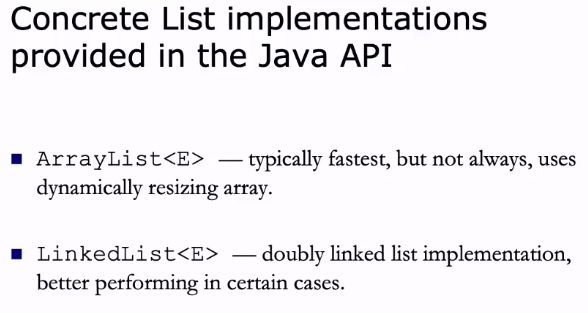 Concrete List implementations
provided in the Java API
■ ArrayList<E> — typically fastest, but not always, uses
dynamically resizing array.
■ LinkedList<E> — doubly linked list implementation,
better performing in certain cases.